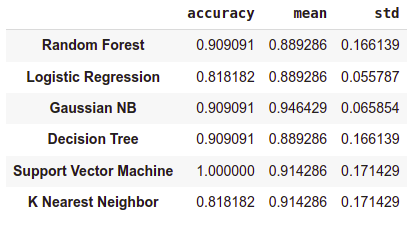 accuracy mean std
Random Forest 0.909091 0.889286 0.166139
Logistic Regression 0.818182 0.889286 0.055787
Gaussian NB 0.909091 0.946429 0.065854
Decision Tree 0.909091 0.889286 0.166139
Support Vector Machine 1.000000 0.914286 0.171429
K Nearest Neighbor 0.818182 0.914286 0.171429